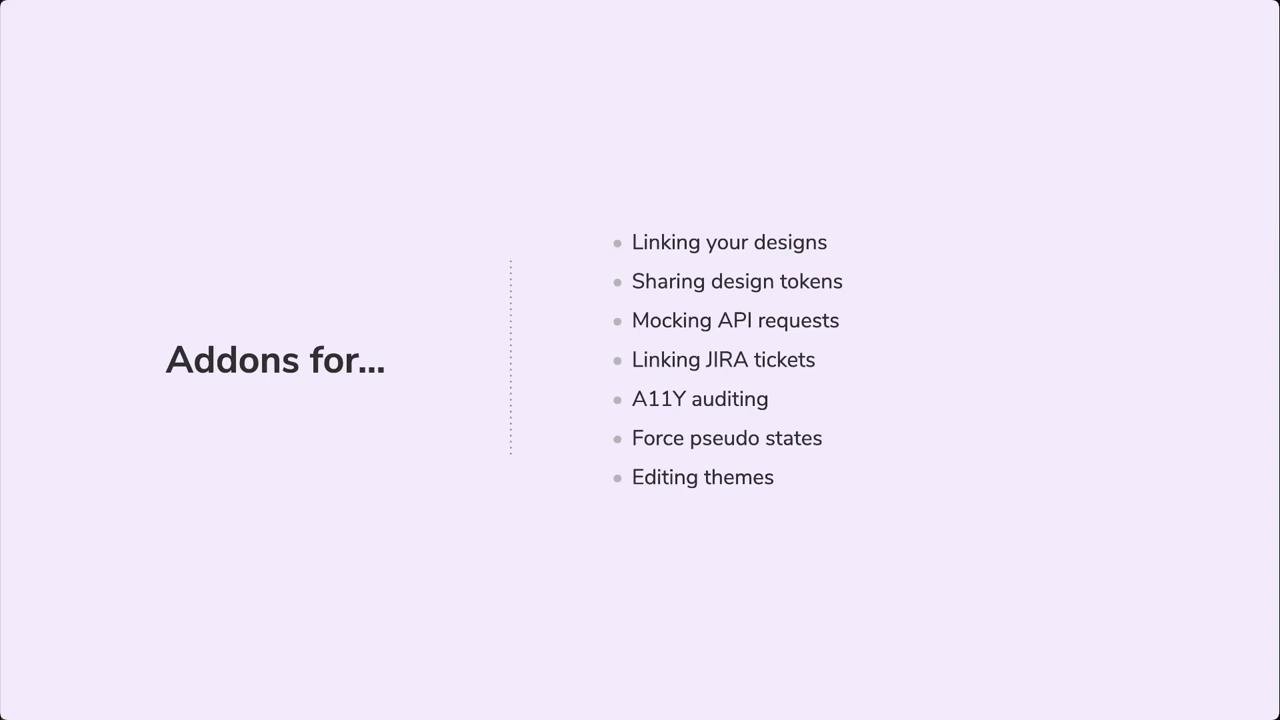 Addons for...
Linking your designs
Sharing design tokens
Mocking API requests
Linking JIRA tickets
A11Y auditing
Force pseudo states
Editing themes